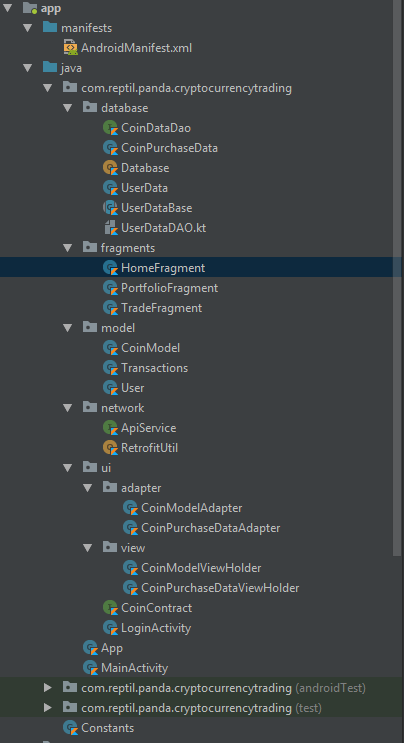 app
manifests
AndroidManifest.xml
java
com.reptil.panda.cryptocurrencytrading
database
CoinDataDao
CoinPurchaseData
Database
UserData
UserDataBase
UserDataDAO.kt
fragments
HomeFragment
PortfolioFragment
TradeFragment
model
CoinModel
Transactions
User
network
ApiService
RetrofitUtil
ui
adapter
CoinModelAdapter
CoinPurchaseDataAdapter
view
CoinModelViewHolder
CoinPurchaseDataViewHolder
CoinContract
LoginActivity
App
MainActivity
com.reptil.panda.cryptocurrencytrading (androidTest)
com.reptil.panda.cryptocurrencytrading (test)
Constants